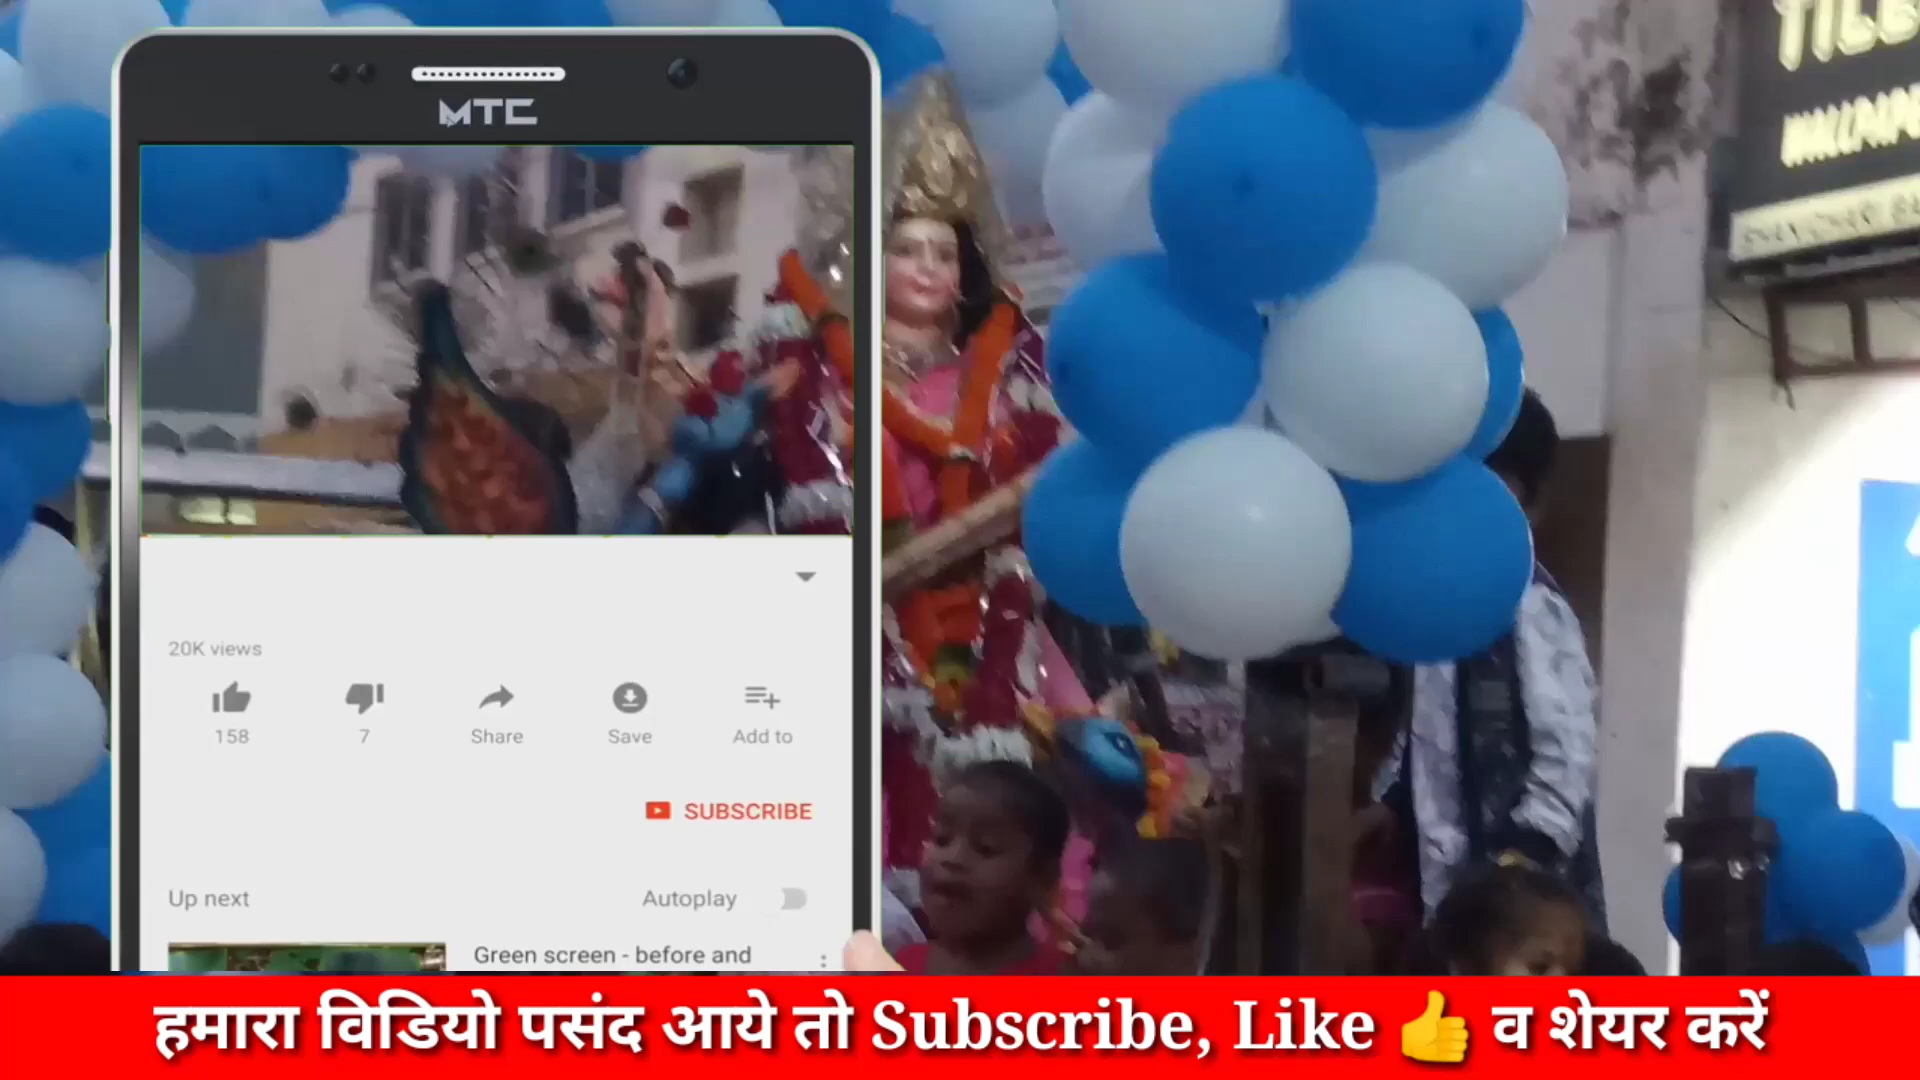 MTC
20K views
158
7
Share
Save
Add to
SUBSCRIBE
Up next
Autoplay
Green screen - before and
हमारा विडियो पसंद आये तो Subscribe, Like 👍 व शेयर करें